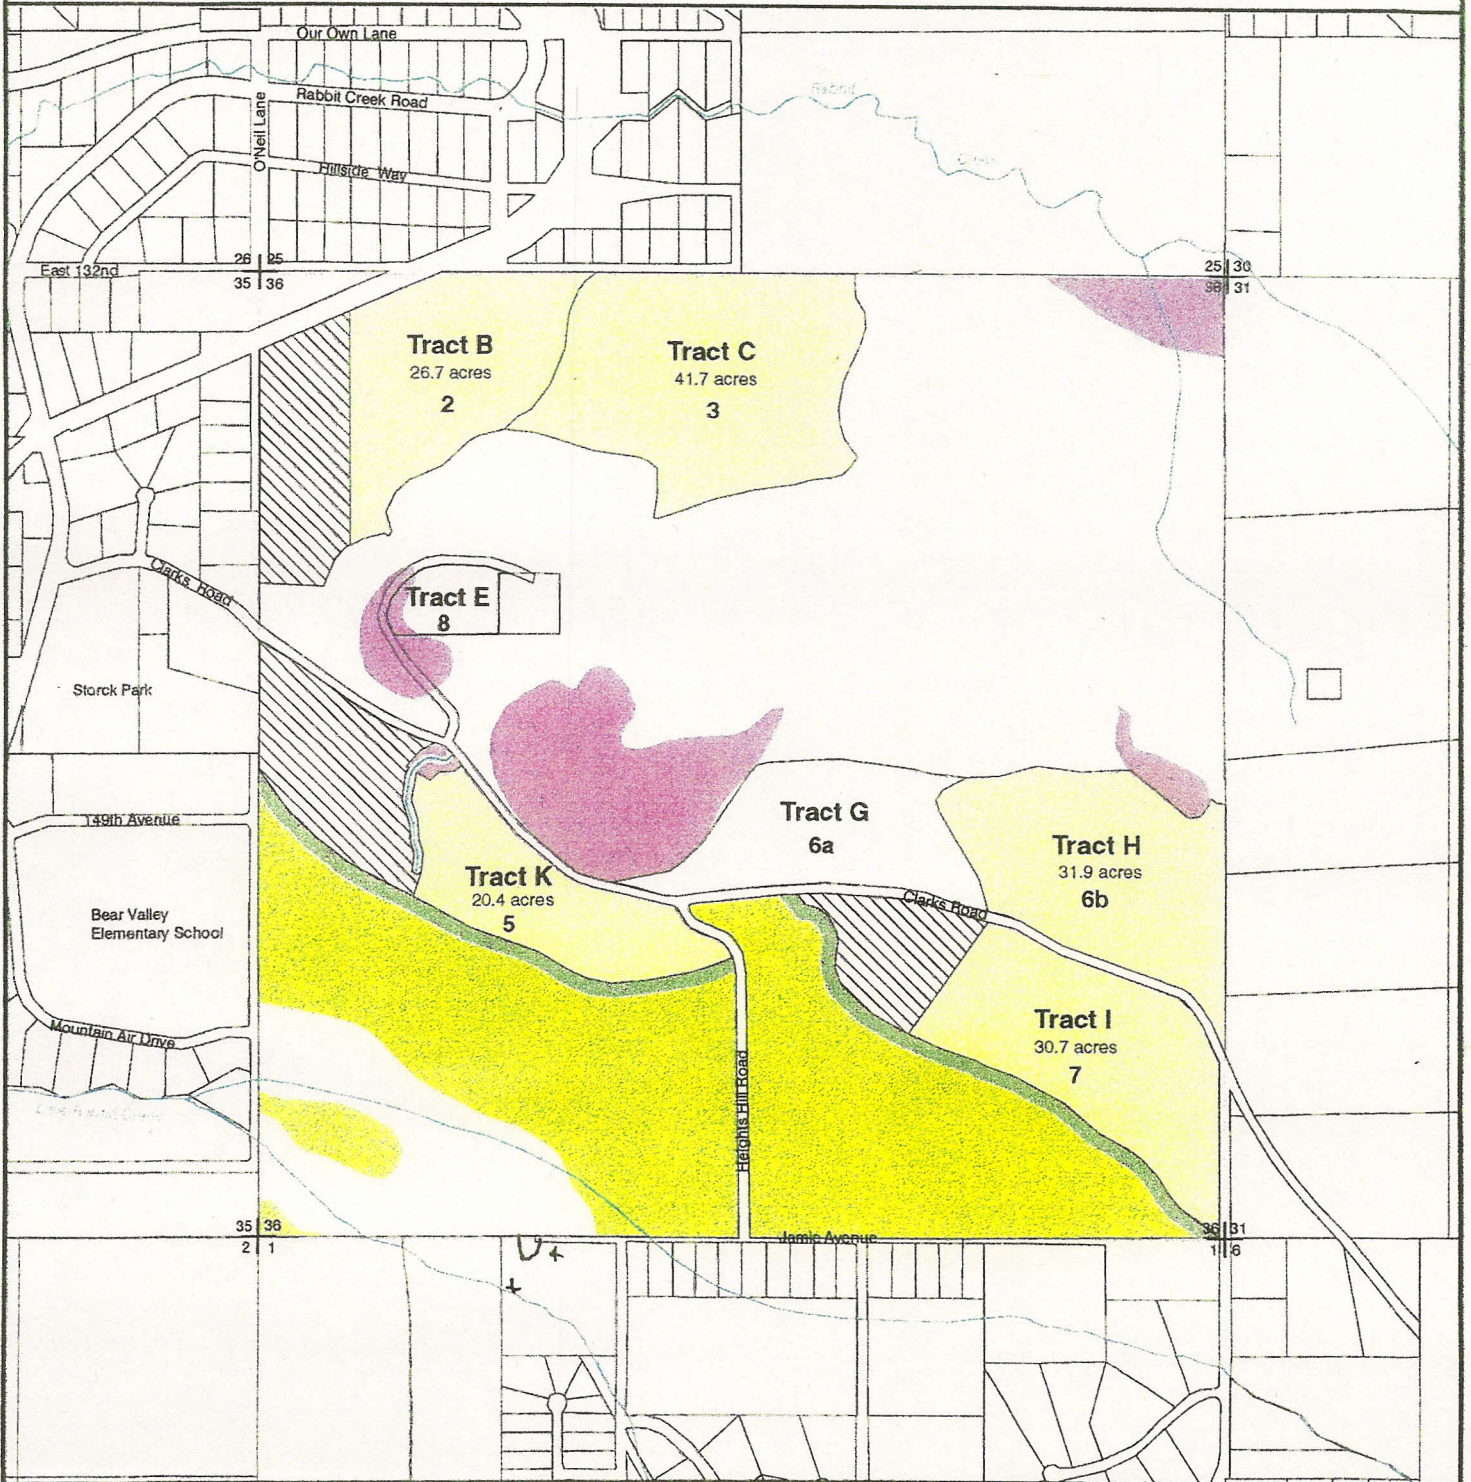 Our Own Lane
Rabbit Creek Road
O'Neil Lane
Hillside Way
Rabbit
Creek
East 132nd
26 25
35 36
25 30
36 31
Tract B
26.7 acres
2
Tract C
41.7 acres
3
Clarks Road
Tract E
8
Storck Park
149th Avenue
Tract G
6a
Tract H
31.9 acres
6b
Tract K
20.4 acres
5
Clarks Road
Bear Valley
Elementary School
Tract I
30.7 acres
7
Mountain Air Drive
Heights Hill Road
35 36
2 1
Jamie Avenue
36 31
1 6